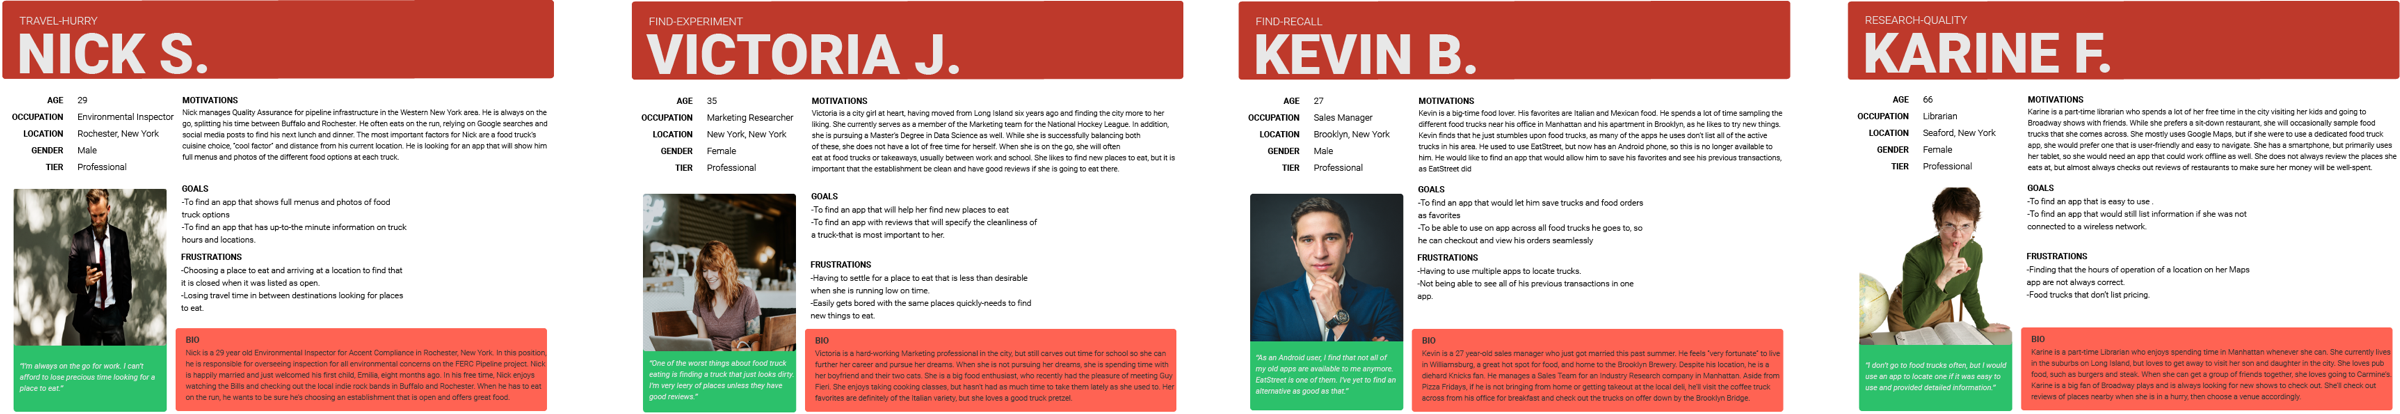 TRAVEL-HURRY
NICK S.
AGE 29
OCCUPATION Environmental Inspector
LOCATION Rochester, New York
GENDER Male
TIER Professional
MOTIVATIONS
Nick manages Quality Assurance for pipeline infrastructure in the Western New York area. He is always on the
go, splitting his time between Buffalo and Rochester. He often eats on the run, relying on Google searches and
social media posts to find his next lunch and dinner. The most important factors for Nick are a food truck's
cuisine choice, "cool factor" and distance from his current location. He is looking for an app that will show him
full menus and photos of the different food options at each truck.
GOALS
-To find an app that shows full menus and photos of food
truck options
-To find an app that has up-to-the minute information on truck
hours and locations.
FRUSTRATIONS
-Choosing a place to eat and arriving at a location to find that
it is closed when it was listed as open.
-Losing travel time in between destinations looking for places
to eat.
"I'm always on the go for work. I can't
afford to lose precious time looking for a
place to eat."
BIO
Nick is a 29 year old Environmental Inspector for Accent Compliance in Rochester, New York. In this position,
he is responsible for overseeing inspection for all environmental concerns on the FERC Pipeline project. Nick
is happily married and just welcomed his first child, Emilia, eight months ago. In his free time, Nick enjoys
watching the Bills and checking out the local indie rock bands in Buffalo and Rochester. When he has to eat
on the run, he wants to be sure he's choosing an establishment that is open and offers great food.
FIND-EXPERIMENT
VICTORIA J.
AGE 35
OCCUPATION Marketing Researcher
LOCATION New York, New York
GENDER Female
TIER Professional
MOTIVATIONS
Victoria is a city girl at heart, having moved from Long Island six years ago and finding the city more to her
liking. She currently serves as a member of the Marketing team for the National Hockey League. In addition,
she is pursuing a Master's Degree in Data Science as well. While she is successfully balancing both
of these, she does not have a lot of free time for herself. When she is on the go, she will often
eat at food trucks or takeaways, usually between work and school. She likes to find new places to eat, but it is
important that the establishment be clean and have good reviews if she is going to eat there.
GOALS
-To find an app that will help her find new places to eat
-To find an app with reviews that will specify the cleanliness of
a truck-that is most important to her.
FRUSTRATIONS
-Having to settle for a place to eat that is less than desirable
when she is running low on time.
-Easily gets bored with the same places quickly-needs to find
new things to eat.
"One of the worst things about food truck
eating is finding a truck that just looks dirty.
I'm very leery of places unless they have
good reviews."
BIO
Victoria is a hard-working Marketing professional in the city, but still carves out time for school so she can
further her career and pursue her dreams. When she is not pursuing her dreams, she is spending time with
her boyfriend and their two cats. She is a big food enthusiast, who recently had the pleasure of meeting Guy
Fieri. She enjoys taking cooking classes, but hasn't had as much time to take them lately as she used to. Her
favorites are definitely of the Italian variety, but she loves a good truck pretzel.
FIND-RECALL
KEVIN B.
AGE 27
OCCUPATION Sales Manager
LOCATION Brooklyn, New York
GENDER Male
TIER Professional
MOTIVATIONS
Kevin is a big-time food lover. His favorites are Italian and Mexican food. He spends a lot of time sampling the
different food trucks near his office in Manhattan and his apartment in Brooklyn, as he likes to try new things.
Kevin finds that he just stumbles upon food trucks, as many of the apps he uses don't list all of the active
trucks in his area. He used to use EatStreet, but now has an Android phone, so this is no longer available to
him. He would like to find an app that would allow him to save his favorites and see his previous transactions,
as EatStreet did
GOALS
-To find an app that would let him save trucks and food orders
as favorites
-To be able to use on app across all food trucks he goes to, so
he can checkout and view his orders seamlessly
FRUSTRATIONS
-Having to use multiple apps to locate trucks.
-Not being able to see all of his previous transactions in one
app.
"As an Android user, I find that not all of
my old apps are available to me anymore.
EatStreet is one of them. I've yet to find an
alternative as good as that."
BIO
Kevin is a 27 year-old sales manager who just got married this past summer. He feels "very fortunate" to live
in Williamsburg, a great hot spot for food, and home to the Brooklyn Brewery. Despite his location, he is a
diehard Knicks fan. He manages a Sales Team for an Industry Research company in Manhattan. Aside from
Pizza Fridays, if he is not bringing from home or getting takeout at the local deli, he'll visit the coffee truck
across from his office for breakfast and check out the trucks on offer down by the Brooklyn Bridge.
RESEARCH-QUALITY
KARINE F.
AGE 66
OCCUPATION Librarian
LOCATION Seaford, New York
GENDER Female
TIER Professional
MOTIVATIONS
Karine is a part-time librarian who spends a lot of her free time in the city visiting her kids and going to
Broadway shows with friends. While she prefers a sit-down restaurant, she will occasionally sample food
trucks that she comes across. She mostly uses Google Maps, but if she were to use a dedicated food truck
app, she would prefer one that is user-friendly and easy to navigate. She has a smartphone, but primarily uses
her tablet, so she would need an app that could work offline as well. She does not always review the places she
eats at, but almost always checks out reviews of restaurants to make sure her money will be well-spent.
GOALS
-To find an app that is easy to use .
-To find an app that would still list information if she was not
connected to a wireless network.
FRUSTRATIONS
-Finding that the hours of operation of a location on her Maps
app are not always correct.
-Food trucks that don't list pricing.
"I don't go to food trucks often, but I would
use an app to locate one if it was easy to
use and provided detailed information."
BIO
Karine is a part-time Librarian who enjoys spending time in Manhattan whenever she can. She currently lives
in the suburbs on Long Island, but loves to get away to visit her son and daughter in the city. She loves pub
food, such as burgers and steak. When she can get a group of friends together, she loves going to Carmine's.
Karine is a big fan of Broadway plays and is always looking for new shows to check out. She'll check out
reviews of places nearby when she is in a hurry, then choose a venue accordingly.